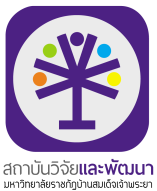 สถาบันวิจัยและพัฒนา
มหาวิทยาลัยราชภัฏบ้านสมเด็จเจ้าพระยา